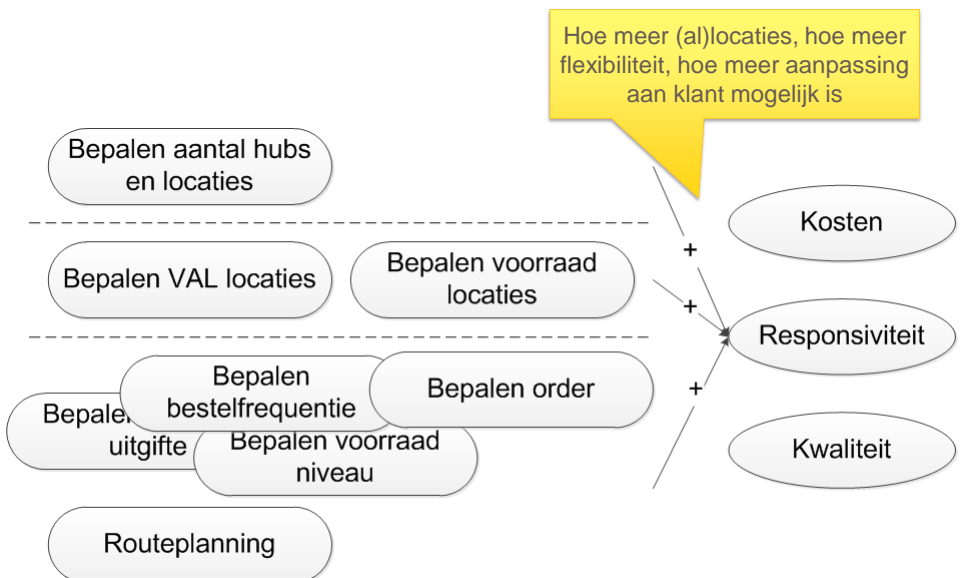 Hoe meer (al)locaties, hoe meer
flexibiliteit, hoe meer aanpassing
aan klant mogelijk is
Bepalen aantal hubs
en locaties
Kosten
+
Bepalen VAL locaties
Bepalen voorraad
locaties
+
Responsiviteit
Bepalen
bestelfrequentie
Bepalen order
+
uitgifte
Bepalen voorraad
niveau
Kwaliteit
Routeplanning